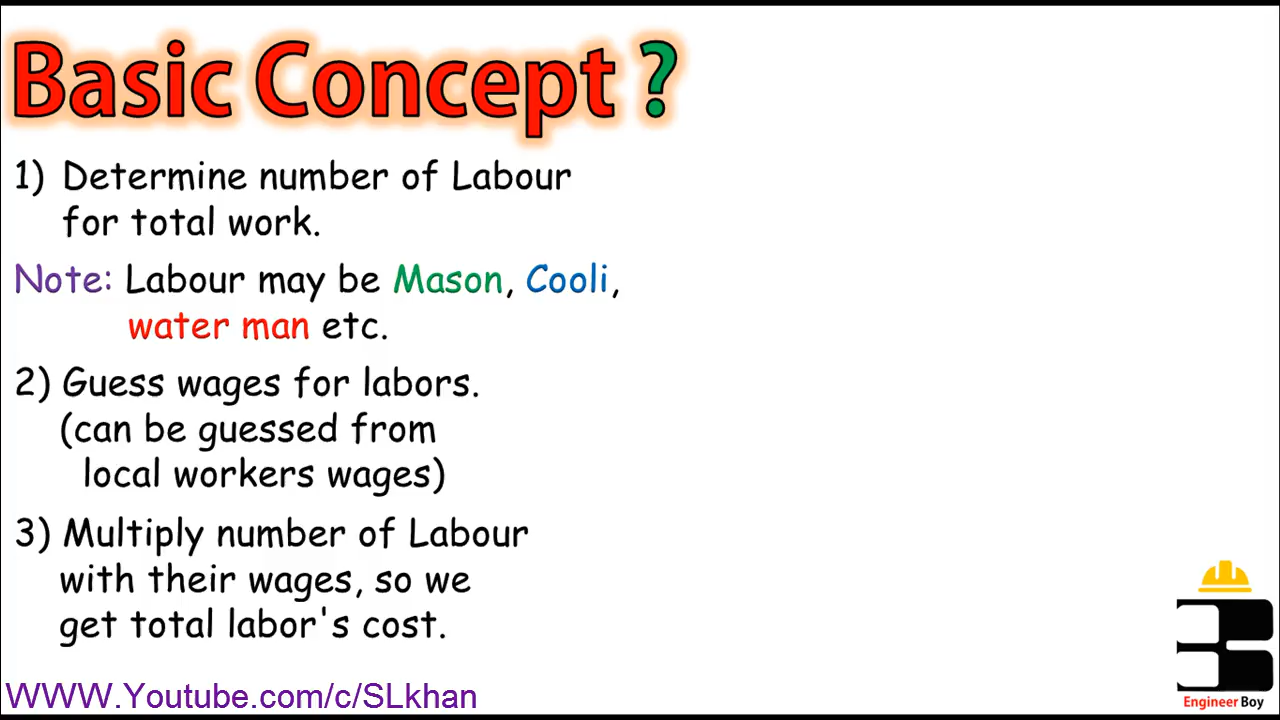 Basic Concept ?
1) Determine number of Labour
for total work.
Note: Labour may be Mason, Cooli,
water man etc.
2) Guess wages for labors.
(can be guessed from
local workers wages)
3) Multiply number of Labour
with their wages, so we
get total labor's cost.
WWW.Youtube.com/c/SLkhan
Engineer Boy